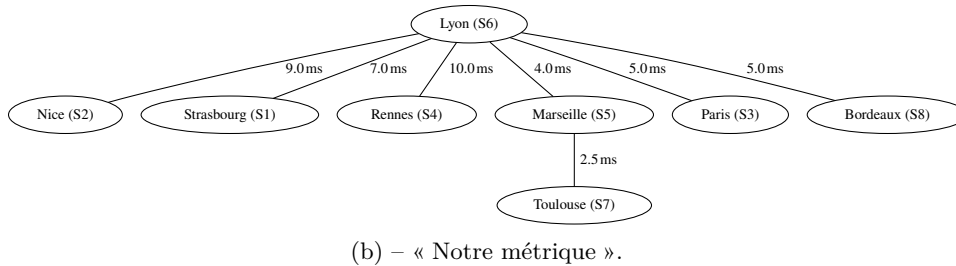 Lyon (S6)
9.0 ms 7.0 ms 10.0 ms 4.0 ms 5.0 ms 5.0 ms
Nice (S2) Strasbourg (S1) Rennes (S4) Marseille (S5) Paris (S3) Bordeaux (S8)
2.5 ms
Toulouse (S7)
(b) – « Notre métrique ».